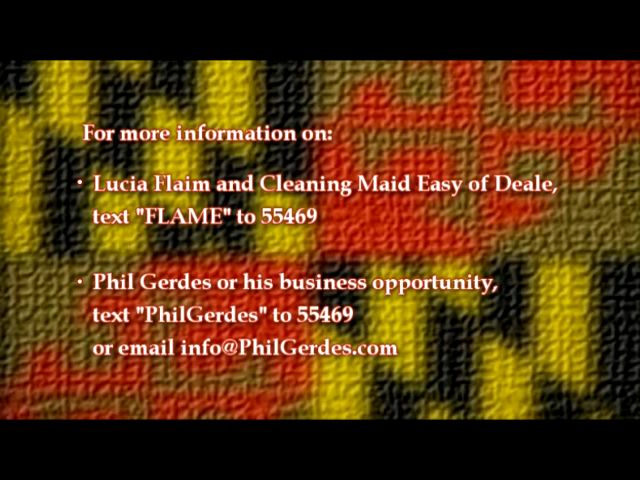 For more information on:
• Lucia Flaim and Cleaning Maid Easy of Deale,
text "FLAME" to 55469
• Phil Gerdes or his business opportunity,
text "PhilGerdes" to 55469
or email info@PhilGerdes.com